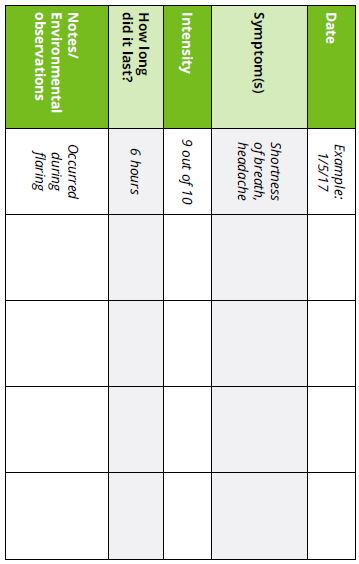 Date
Symptom(s)
Intensity
How long
did it last?
Notes/
Environmental
observations
Example:
1/5/17
Shortness
of breath,
headache
9 out of 10
6 hours
Occurred
during
flaring